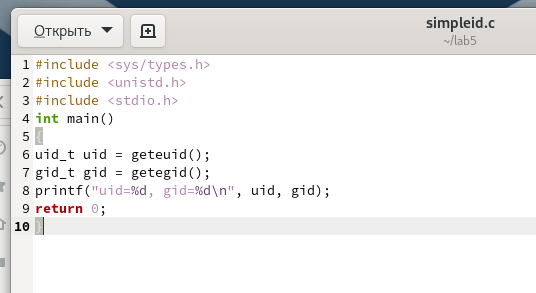 Открыть
simpleid.c
~/lab5
1 #include <sys/types.h>
2 #include <unistd.h>
3 #include <stdio.h>
4 int main()
5 {
6 uid_t uid = geteuid();
7 gid_t gid = getegid();
8 printf("uid=%d, gid=%d\n", uid, gid);
9 return 0;
10 }